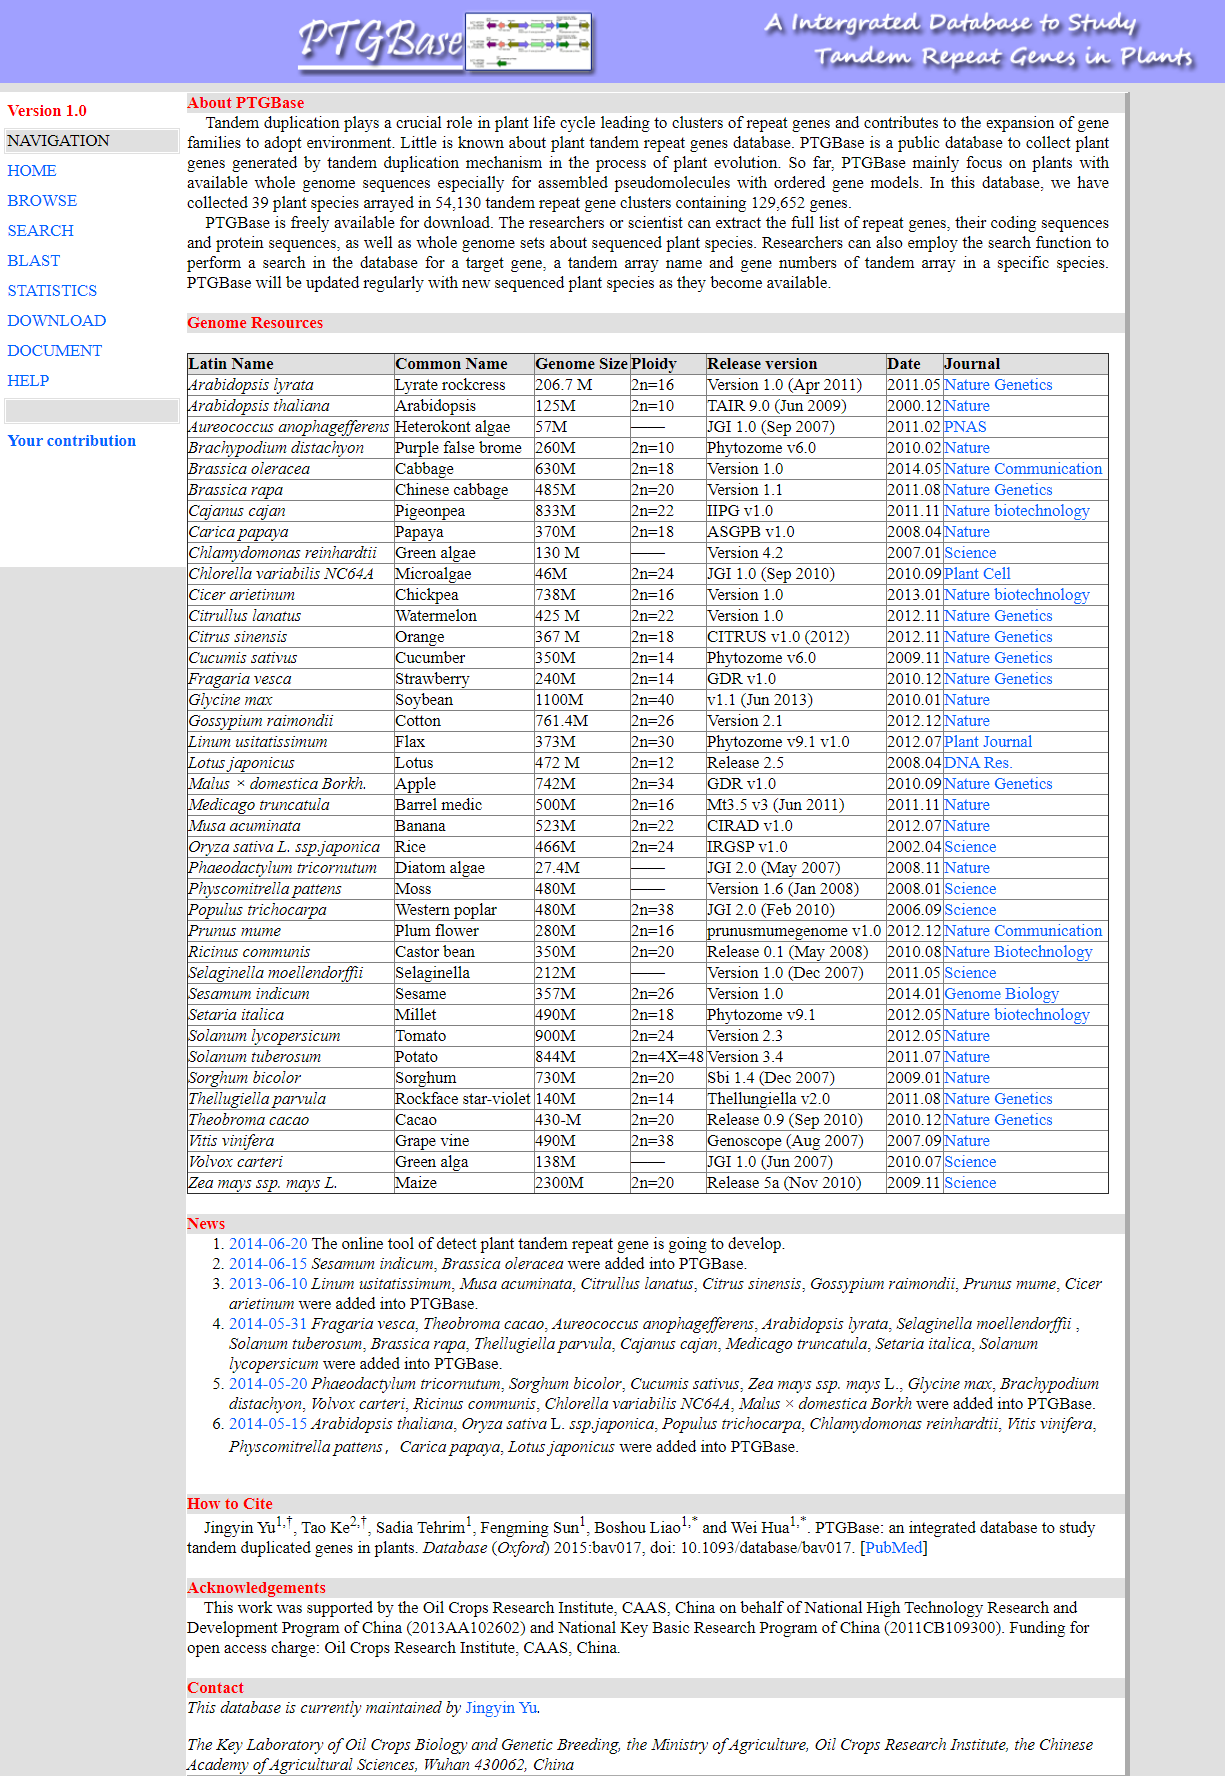 PTGBase
A Intergrated Database to Study
Tandem Repeat Genes in Plants
Version 1.0
NAVIGATION
HOME
BROWSE
SEARCH
BLAST
STATISTICS
DOWNLOAD
DOCUMENT
HELP
Your contribution
About PTGBase
Tandem duplication plays a crucial role in plant life cycle leading to clusters of repeat genes and contributes to the expansion of gene
families to adopt environment. Little is known about plant tandem repeat genes database. PTGBase is a public database to collect plant
genes generated by tandem duplication mechanism in the process of plant evolution. So far, PTGBase mainly focus on plants with
available whole genome sequences especially for assembled pseudomolecules with ordered gene models. In this database, we have
collected 39 plant species arrayed in 54,130 tandem repeat gene clusters containing 129,652 genes.
PTGBase is freely available for download. The researchers or scientist can extract the full list of repeat genes, their coding sequences
and protein sequences, as well as whole genome sets about sequenced plant species. Researchers can also employ the search function to
perform a search in the database for a target gene, a tandem array name and gene numbers of tandem array in a specific species.
PTGBase will be updated regularly with new sequenced plant species as they become available.
Genome Resources
Latin Name Common Name Genome Size Ploidy Release version Date Journal
Arabidopsis lyrata Lyrate rockcress 206.7 M 2n=16 Version 1.0 (Apr 2011) 2011.05 Nature Genetics
Arabidopsis thaliana Arabidopsis 125M 2n=10 TAIR 9.0 (Jun 2009) 2000.12 Nature
Aureococcus anophagefferens Heterokont algae 57M —— JGI 1.0 (Sep 2007) 2011.02 PNAS
Brachypodium distachyon Purple false brome 260M 2n=10 Phytozome v6.0 2010.02 Nature
Brassica oleracea Cabbage 630M 2n=18 Version 1.0 2014.05 Nature Communication
Brassica rapa Chinese cabbage 485M 2n=20 Version 1.1 2011.08 Nature Genetics
Cajanus cajan Pigeonpea 833M 2n=22 IIPG v1.0 2011.11 Nature biotechnology
Carica papaya Papaya 370M 2n=18 ASGPB v1.0 2008.04 Nature
Chlamydomonas reinhardtii Green algae 130 M —— Version 4.2 2007.01 Science
Chlorella variabilis NC64A Microalgae 46M 2n=24 JGI 1.0 (Sep 2010) 2010.09 Plant Cell
Cicer arietinum Chickpea 738M 2n=16 Version 1.0 2013.01 Nature biotechnology
Citrullus lanatus Watermelon 425 M 2n=22 Version 1.0 2012.11 Nature Genetics
Citrus sinensis Orange 367 M 2n=18 CITRUS v1.0 (2012) 2012.11 Nature Genetics
Cucumis sativus Cucumber 350M 2n=14 Phytozome v6.0 2009.11 Nature Genetics
Fragaria vesca Strawberry 240M 2n=14 GDR v1.0 2010.12 Nature Genetics
Glycine max Soybean 1100M 2n=40 v1.1 (Jun 2013) 2010.01 Nature
Gossypium raimondii Cotton 761.4M 2n=26 Version 2.1 2012.12 Nature
Linum usitatissimum Flax 373M 2n=30 Phytozome v9.1 v1.0 2012.07 Plant Journal
Lotus japonicus Lotus 472 M 2n=12 Release 2.5 2008.04 DNA Res.
Malus × domestica Borkh. Apple 742M 2n=34 GDR v1.0 2010.09 Nature Genetics
Medicago truncatula Barrel medic 500M 2n=16 Mt3.5 v3 (Jun 2011) 2011.11 Nature
Musa acuminata Banana 523M 2n=22 CIRAD v1.0 2012.07 Nature
Oryza sativa L. ssp.japonica Rice 466M 2n=24 IRGSP v1.0 2002.04 Science
Phaeodactylum tricornutum Diatom algae 27.4M —— JGI 2.0 (May 2007) 2008.11 Nature
Physcomitrella pattens Moss 480M —— Version 1.6 (Jan 2008) 2008.01 Science
Populus trichocarpa Western poplar 480M 2n=38 JGI 2.0 (Feb 2010) 2006.09 Science
Prunus mume Plum flower 280M 2n=16 prunusmumegenome v1.0 2012.12 Nature Communication
Ricinus communis Castor bean 350M 2n=20 Release 0.1 (May 2008) 2010.08 Nature Biotechnology
Selaginella moellendorffii Selaginella 212M —— Version 1.0 (Dec 2007) 2011.05 Science
Sesamum indicum Sesame 357M 2n=26 Version 1.0 2014.01 Genome Biology
Setaria italica Millet 490M 2n=18 Phytozome v9.1 2012.05 Nature biotechnology
Solanum lycopersicum Tomato 900M 2n=24 Version 2.3 2012.05 Nature
Solanum tuberosum Potato 844M 2n=4X=48 Version 3.4 2011.07 Nature
Sorghum bicolor Sorghum 730M 2n=20 Sbi 1.4 (Dec 2007) 2009.01 Nature
Thellugiella parvula Rockface star-violet 140M 2n=14 Thellungiella v2.0 2011.08 Nature Genetics
Theobroma cacao Cacao 430-M 2n=20 Release 0.9 (Sep 2010) 2010.12 Nature Genetics
Vitis vinifera Grape vine 490M 2n=38 Genoscope (Aug 2007) 2007.09 Nature
Volvox carteri Green alga 138M —— JGI 1.0 (Jun 2007) 2010.07 Science
Zea mays ssp. mays L. Maize 2300M 2n=20 Release 5a (Nov 2010) 2009.11 Science
News
1. 2014-06-20 The online tool of detect plant tandem repeat gene is going to develop.
2. 2014-06-15 Sesamum indicum, Brassica oleracea were added into PTGBase.
3. 2013-06-10 Linum usitatissimum, Musa acuminata, Citrullus lanatus, Citrus sinensis, Gossypium raimondii, Prunus mume, Cicer
arietinum were added into PTGBase.
4. 2014-05-31 Fragaria vesca, Theobroma cacao, Aureococcus anophagefferens, Arabidopsis lyrata, Selaginella moellendorffii ,
Solanum tuberosum, Brassica rapa, Thellugiella parvula, Cajanus cajan, Medicago truncatula, Setaria italica, Solanum
lycopersicum were added into PTGBase.
5. 2014-05-20 Phaeodactylum tricornutum, Sorghum bicolor, Cucumis sativus, Zea mays ssp. mays L., Glycine max, Brachypodium
distachyon, Volvox carteri, Ricinus communis, Chlorella variabilis NC64A, Malus × domestica Borkh were added into PTGBase.
6. 2014-05-15 Arabidopsis thaliana, Oryza sativa L. ssp.japonica, Populus trichocarpa, Chlamydomonas reinhardtii, Vitis vinifera,
Physcomitrella pattens，Carica papaya, Lotus japonicus were added into PTGBase.
How to Cite
Jingyin Yu1,†, Tao Ke2,†, Sadia Tehrim1, Fengming Sun1, Boshou Liao1,* and Wei Hua1,*. PTGBase: an integrated database to study
tandem duplicated genes in plants. Database (Oxford) 2015:bav017, doi: 10.1093/database/bav017. [PubMed]
Acknowledgements
This work was supported by the Oil Crops Research Institute, CAAS, China on behalf of National High Technology Research and
Development Program of China (2013AA102602) and National Key Basic Research Program of China (2011CB109300). Funding for
open access charge: Oil Crops Research Institute, CAAS, China.
Contact
This database is currently maintained by Jingyin Yu.
The Key Laboratory of Oil Crops Biology and Genetic Breeding, the Ministry of Agriculture, Oil Crops Research Institute, the Chinese
Academy of Agricultural Sciences, Wuhan 430062, China